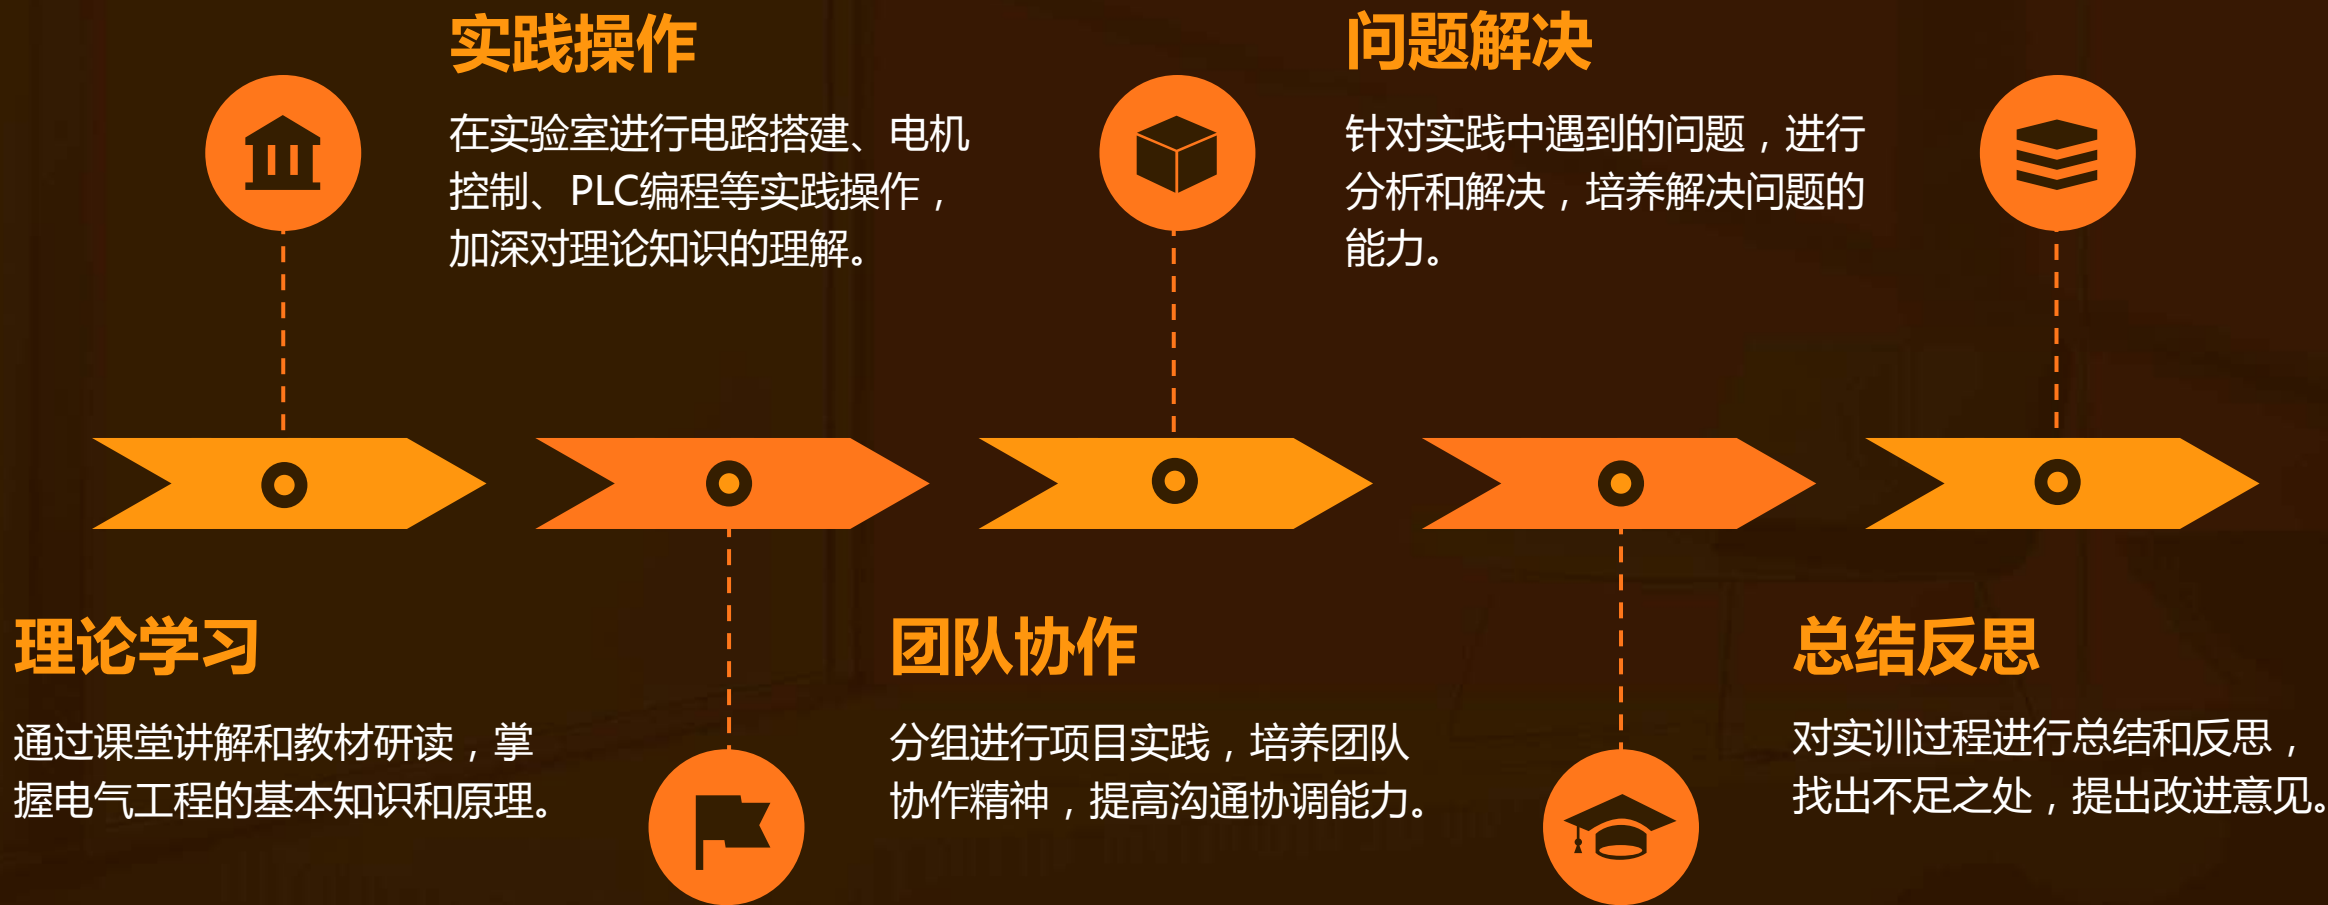 实践操作
在实验室进行电路搭建、电机
控制、PLC编程等实践操作，
加深对理论知识的理解。
问题解决
针对实践中遇到的问题，进行
分析和解决，培养解决问题的
能力。
理论学习
通过课堂讲解和教材研读，掌
握电气工程的基本知识和原理。
团队协作
分组进行项目实践，培养团队
协作精神，提高沟通协调能力。
总结反思
对实训过程进行总结和反思，
找出不足之处，提出改进意见。